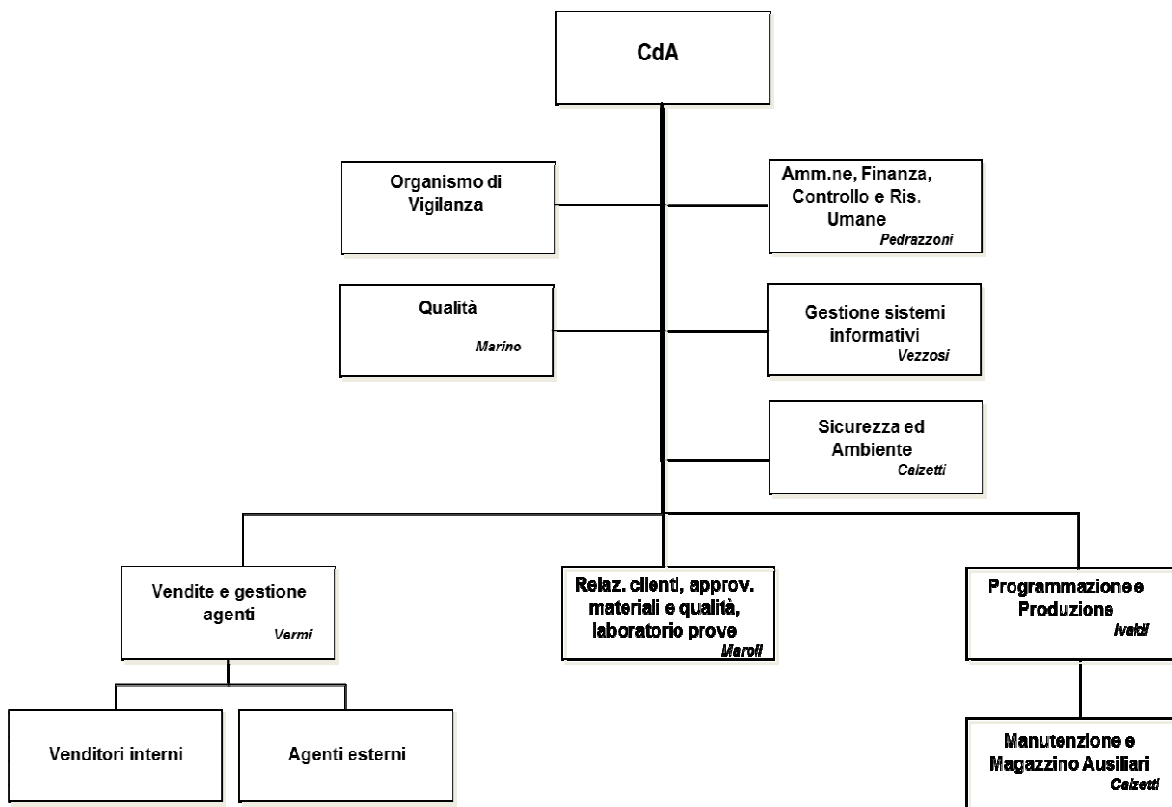 CdA
Organismo di
Vigilanza
Amm.ne, Finanza,
Controllo e Ris.
Umane
Pedrazzoni
Qualità
Marino
Gestione sistemi
informativi
Vezzosi
Sicurezza ed
Ambiente
Calzetti
Vendite e gestione
agenti
Vermi
Relaz. clienti, approv.
materiali e qualità,
laboratorio prove
Maroli
Programmazione e
Produzione
Ivaldi
Venditori interni
Agenti esterni
Manutenzione e
Magazzino Ausiliari
Calzetti